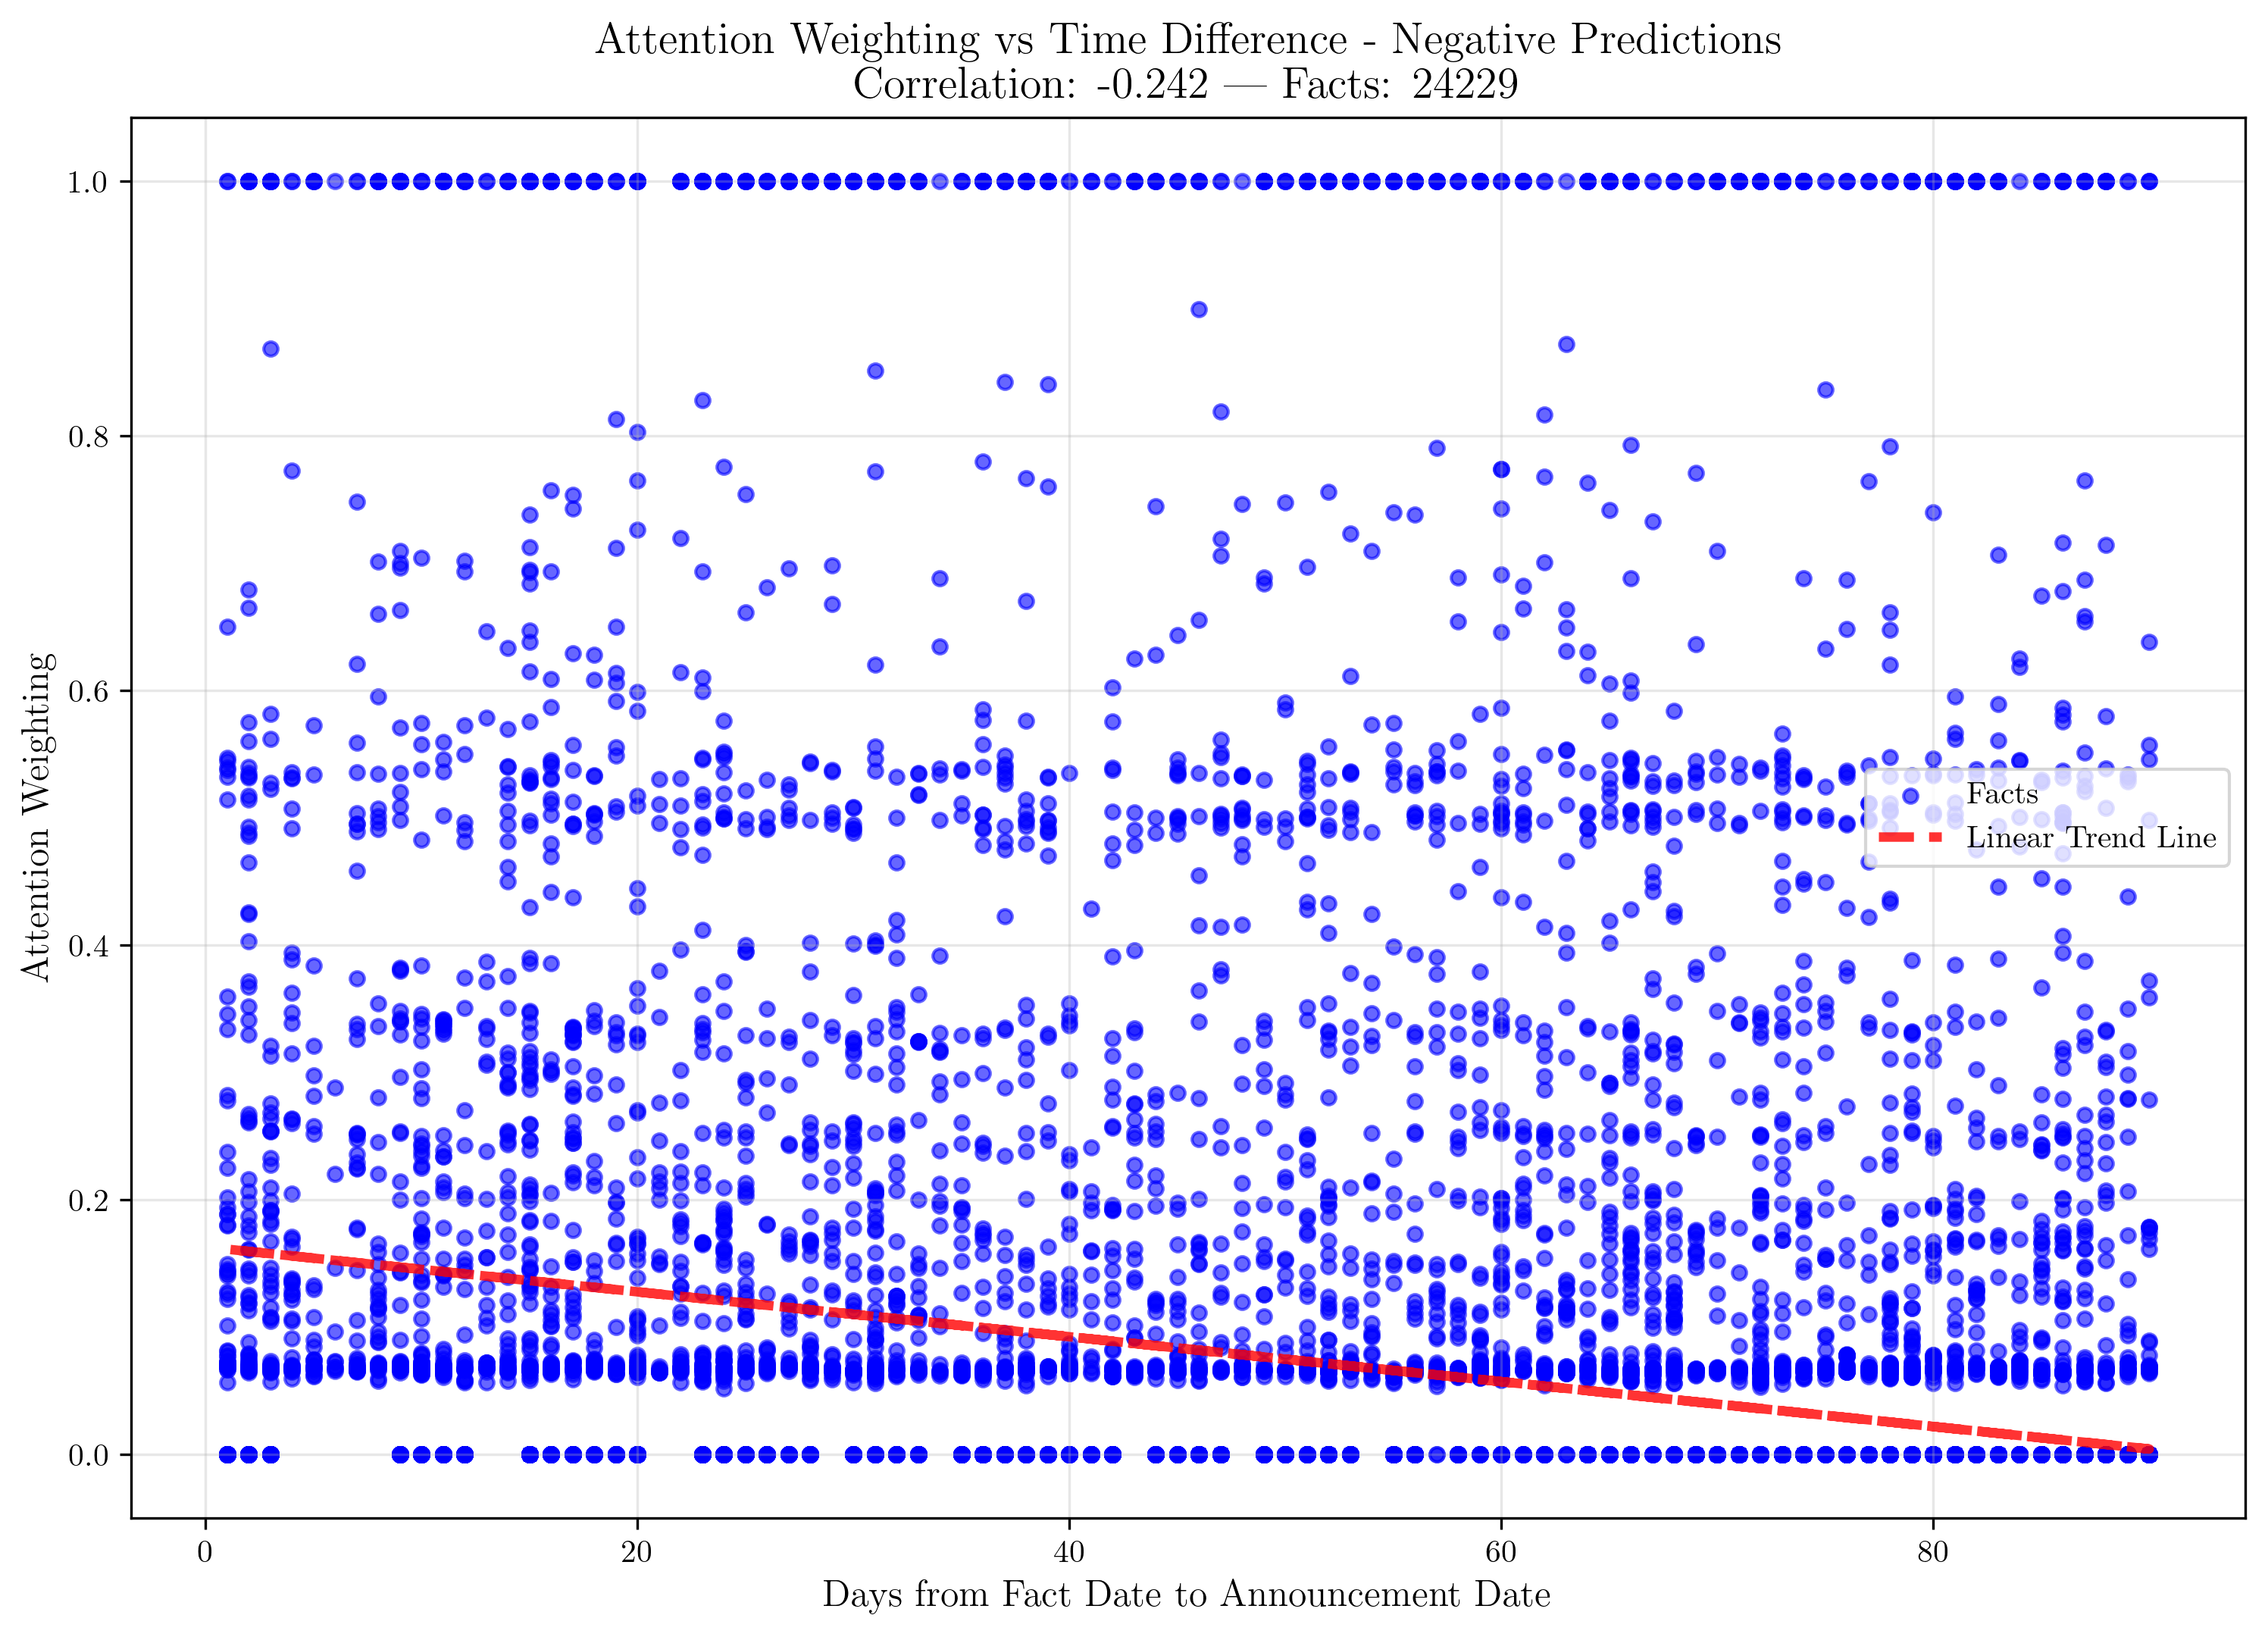 Attention Weighting vs Time Difference - Negative Predictions
Correlation: -0.242 — Facts: 24229
Attention Weighting
1.0
0.8
0.6
0.4
0.2
0.0
Facts
Linear Trend Line
0 20 40 60 80
Days from Fact Date to Announcement Date